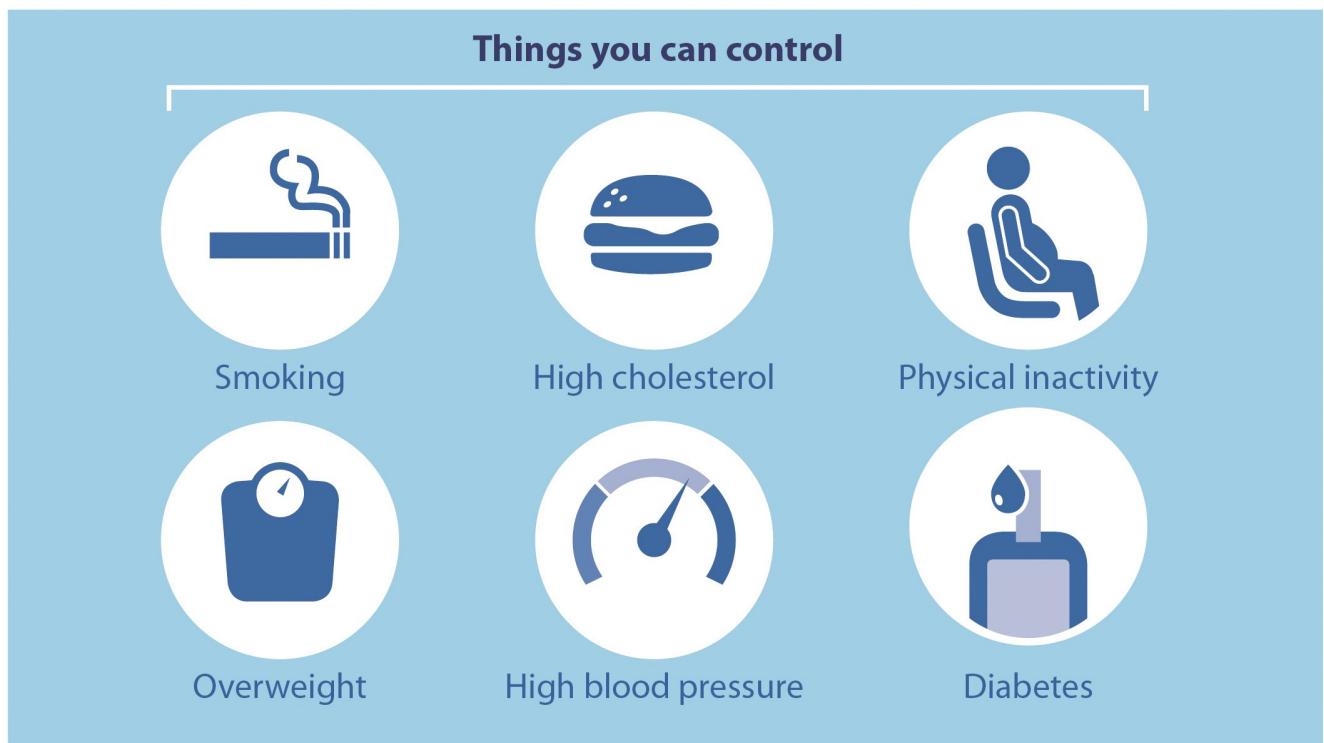 Things you can control
Smoking
High cholesterol
Physical inactivity
Overweight
High blood pressure
Diabetes